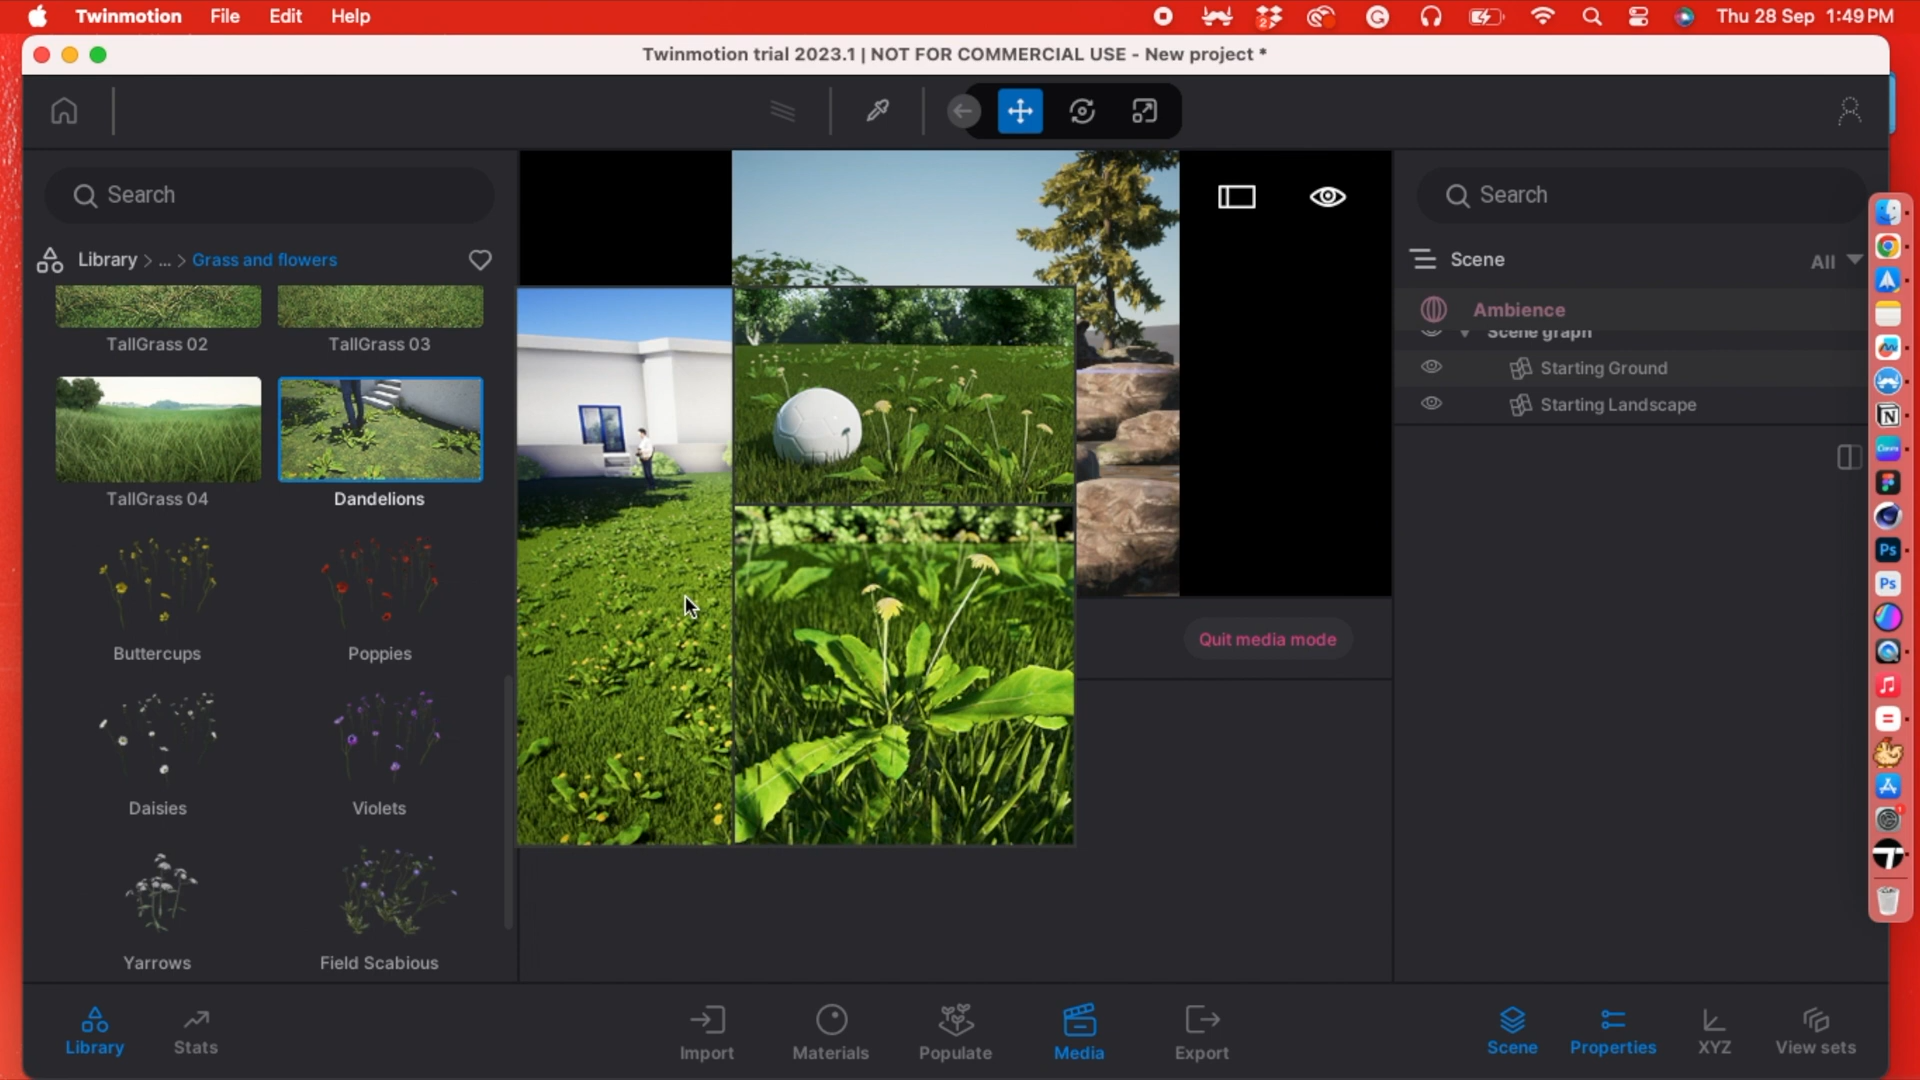 Twinmotion File Edit Help
2
Thu 28 Sep 1:49 PM
Twinmotion trial 2023.1 | NOT FOR COMMERCIAL USE - New project *
Search
Library > ... > Grass and flowers
TallGrass 02 TallGrass 03
TallGrass 04 Dandelions
Buttercups Poppies
Daisies Violets
Yarrows Field Scabious
Quit media mode
Search
Scene All
Ambience
Scene graph
Starting Ground
Starting Landscape
Ps
Ps
Library Stats Import Materials Populate Media Export Scene Properties XYZ View sets